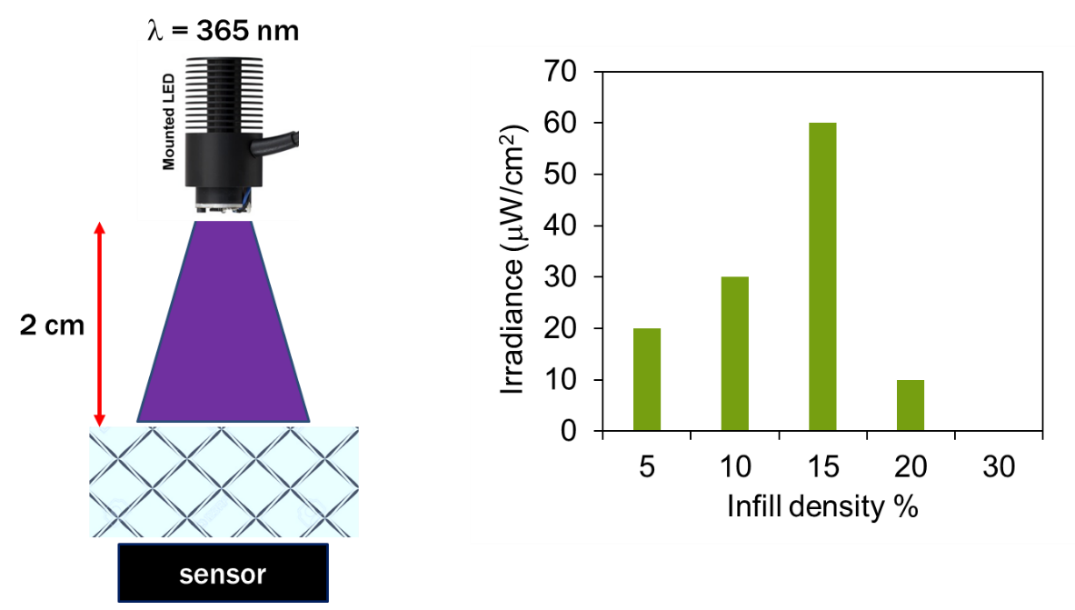 λ = 365 nm
Mounted LED
2 cm
sensor
70
60
50
40
30
20
10
0
Irradiance (μW/cm²)
5 10 15 20 30
Infill density %